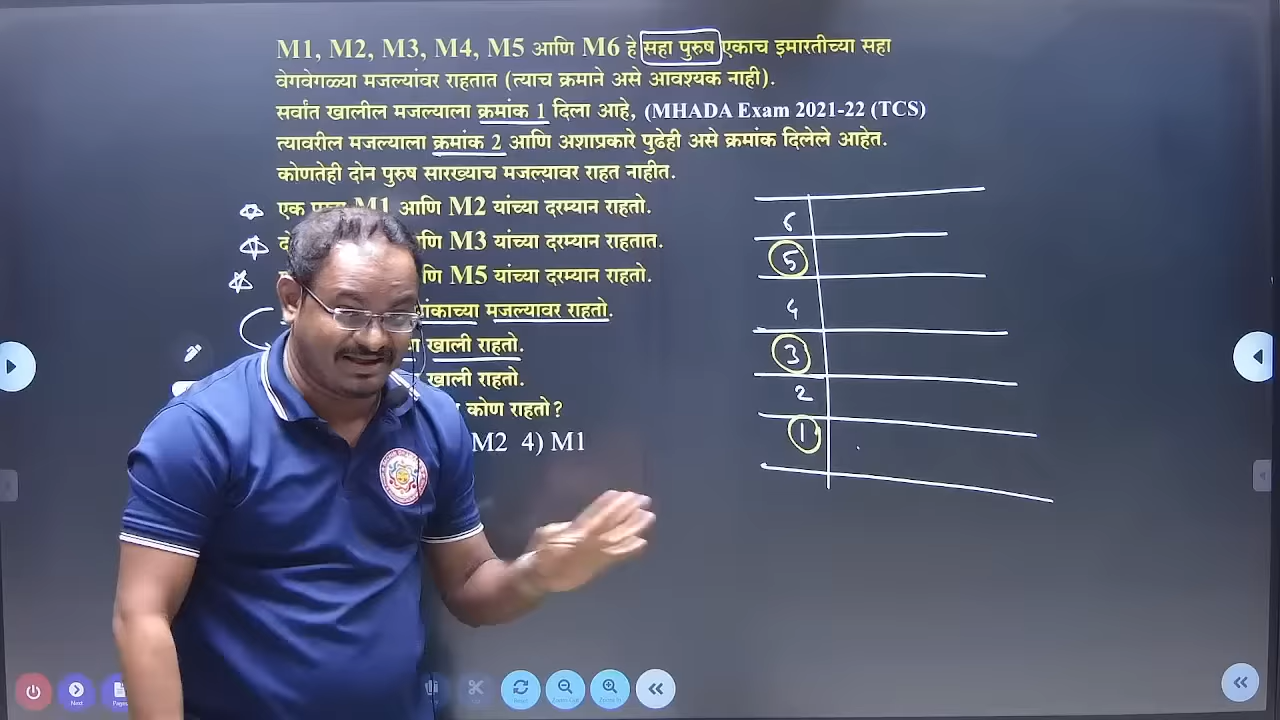 M1, M2, M3, M4, M5 आणि M6 हे सहा पुरुष एकाच इमारतीच्या सहा
वेगवेगळ्या मजल्यांवर राहतात (त्याच क्रमाने असे आवश्यक नाही).
सर्वांत खालील मजल्याला क्रमांक 1 दिला आहे, (MHADA Exam 2021-22 (TCS)
त्यावरील मजल्याला क्रमांक 2 आणि अशाप्रकारे पुढेही असे क्रमांक दिलेले आहेत.
कोणतेही दोन पुरुष सारख्याच मजल्यावर राहत नाहीत.
एक M1 आणि M2 यांच्या दरम्यान राहतो.
M3 यांच्या दरम्यान राहतात.
M5 यांच्या दरम्यान राहतो.
मजल्यावर राहतो.
खाली राहतो.
खाली राहतो.
कोण राहतो?
M2 4) M1
6
5
4
3
2
1
Next